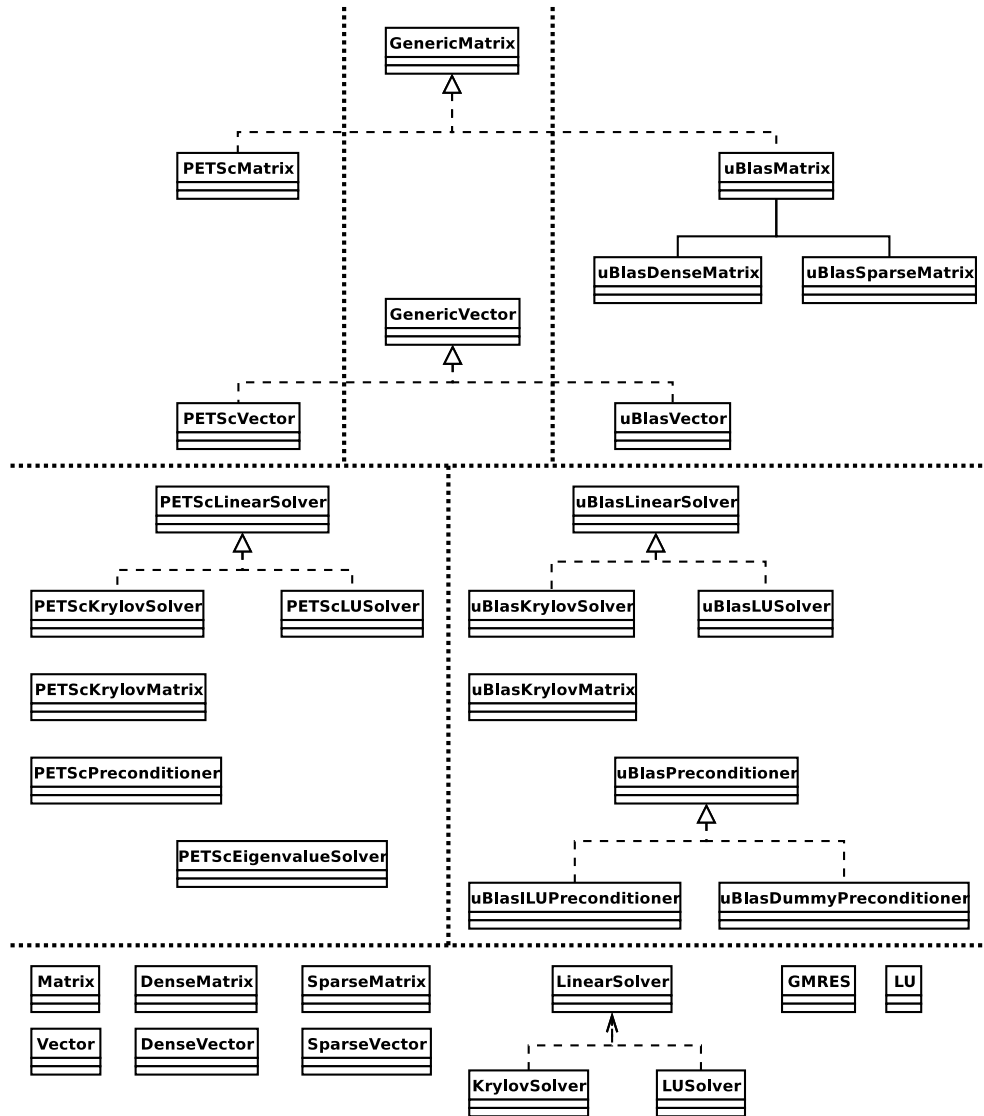 GenericMatrix
PETScMatrix
uBlasMatrix
uBlasDenseMatrix
uBlasSparseMatrix
GenericVector
PETScVector
uBlasVector
PETScLinearSolver
uBlasLinearSolver
PETScKrylovSolver
PETScLUSolver
uBlasKrylovSolver
uBlasLUSolver
PETScKrylovMatrix
uBlasKrylovMatrix
PETScPreconditioner
uBlasPreconditioner
PETScEigenvalueSolver
uBlasILUPreconditioner
uBlasDummyPreconditioner
Matrix
DenseMatrix
SparseMatrix
LinearSolver
GMRES
LU
Vector
DenseVector
SparseVector
KrylovSolver
LUSolver